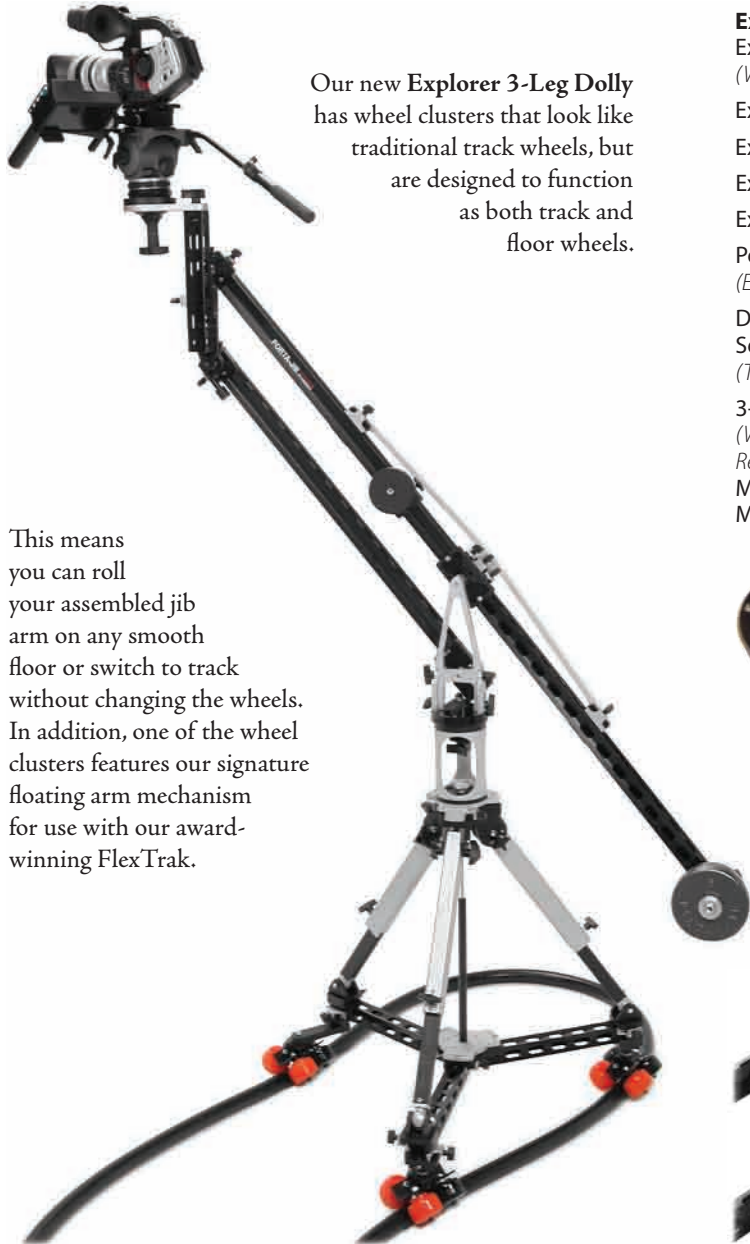 Our new Explorer 3-Leg Dolly
has wheel clusters that look like
traditional track wheels, but
are designed to function
as both track and
floor wheels.
PORTA-JIB
This means
you can roll
your assembled jib
arm on any smooth
floor or switch to track
without changing the wheels.
In addition, one of the wheel
clusters features our signature
floating arm mechanism
for use with our award-
winning FlexTrak.